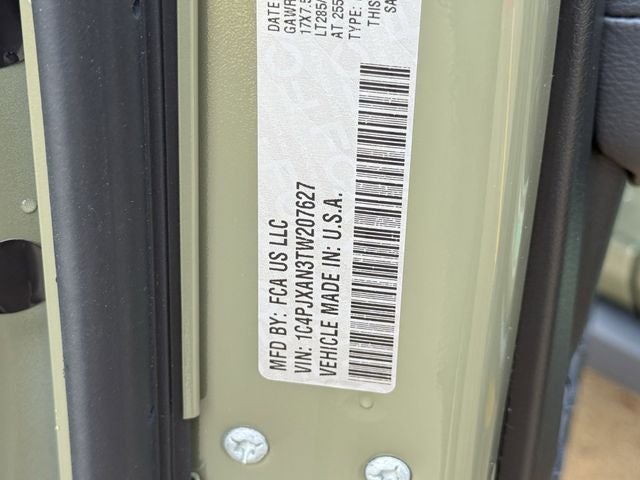 DATE
GAWR
17X7.5
LT285/
AT 255
TYPE:
THIS
SA
MFD BY: FCA US LLC
VIN: 1C4PJXAN3TW207627
VEHICLE MADE IN: U.S.A.